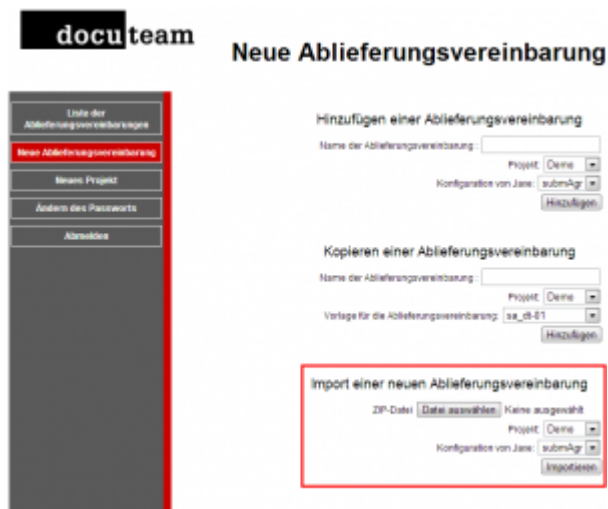 docuteam
Neue Ablieferungsvereinbarung
Liste der
Ablieferungsvereinbarungen
Neue Ablieferungsvereinbarung
Neues Projekt
Ändern des Passworts
Abmelden
Hinzufügen einer Ablieferungsvereinbarung
Name der Ablieferungsvereinbarung :
Projekt: Demo
Konfiguration von Jane: submAgr
Hinzufügen
Kopieren einer Ablieferungsvereinbarung
Name der Ablieferungsvereinbarung :
Projekt: Demo
Vorlage für die Ablieferungsvereinbarung: sa_dt-01
Hinzufügen
Import einer neuen Ablieferungsvereinbarung
ZIP-Datei Datei auswählen Keine ausgewählt
Projekt: Demo
Konfiguration von Jane: submAgr
Importieren